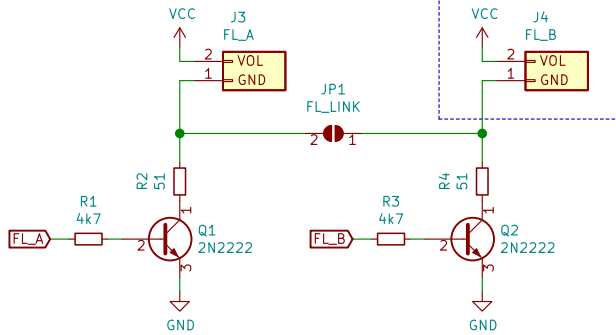 VCC
J3
FL_A
2
VOL
1
GND
VCC
J4
FL_B
2
VOL
1
GND
JP1
FL_LINK
2
1
R2
51
R4
51
R1
4k7
FL_A
1
2
3
Q1
2N2222
R3
4k7
FL_B
1
2
3
Q2
2N2222
GND
GND